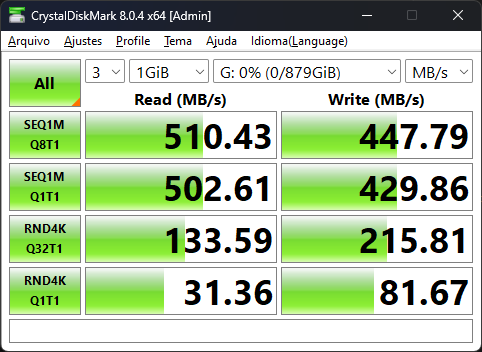 CrystalDiskMark 8.0.4 x64 [Admin]
Arquivo Ajustes Profile Tema Ajuda Idioma(Language)
All 3 1GiB G: 0% (0/879GiB) MB/s
Read (MB/s) Write (MB/s)
SEQ1M
Q8T1
510.43 447.79
SEQ1M
Q1T1
502.61 429.86
RND4K
Q32T1
133.59 215.81
RND4K
Q1T1
31.36 81.67